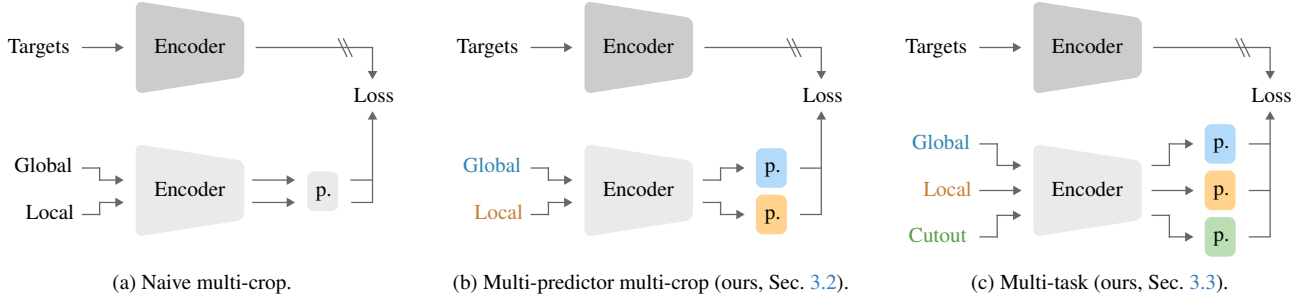 Targets
Encoder
Loss
Global
Local
Encoder
p.
(a) Naive multi-crop.
Targets
Encoder
Loss
Global
Local
Encoder
p.
p.
(b) Multi-predictor multi-crop (ours, Sec. 3.2).
Targets
Encoder
Loss
Global
Local
Cutout
Encoder
p.
p.
p.
(c) Multi-task (ours, Sec. 3.3).